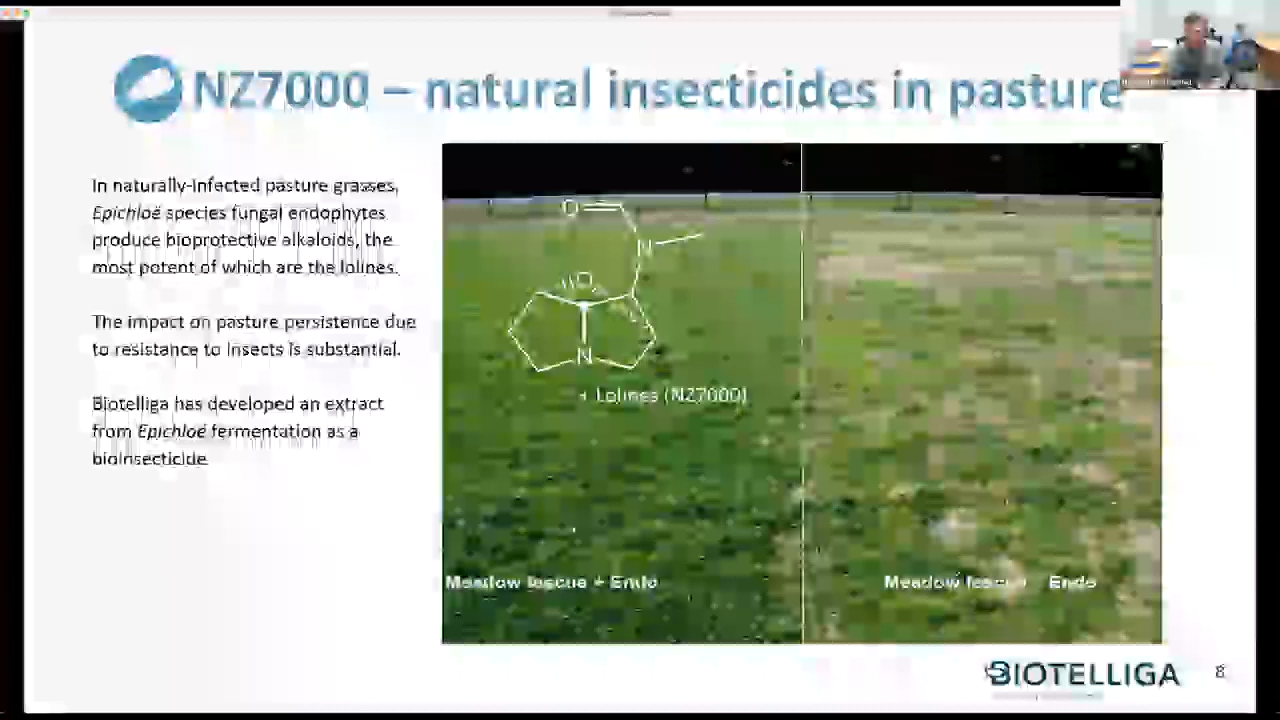 NZ7000 – natural insecticides in pasture
In naturally-infected pasture grasses,
Epichloë species fungal endophytes
produce bioprotective alkaloids, the
most potent of which are the lolines.
The impact on pasture persistence due
to resistance to insects is substantial.
Biotelliga has developed an extract
from Epichloë fermentation as a
bioinsecticide
O
N
O
N
+ Lolines (NZ7000)
Meadow fescue + Endo
Meadow fescue Endo
BIOTELLIGA
8